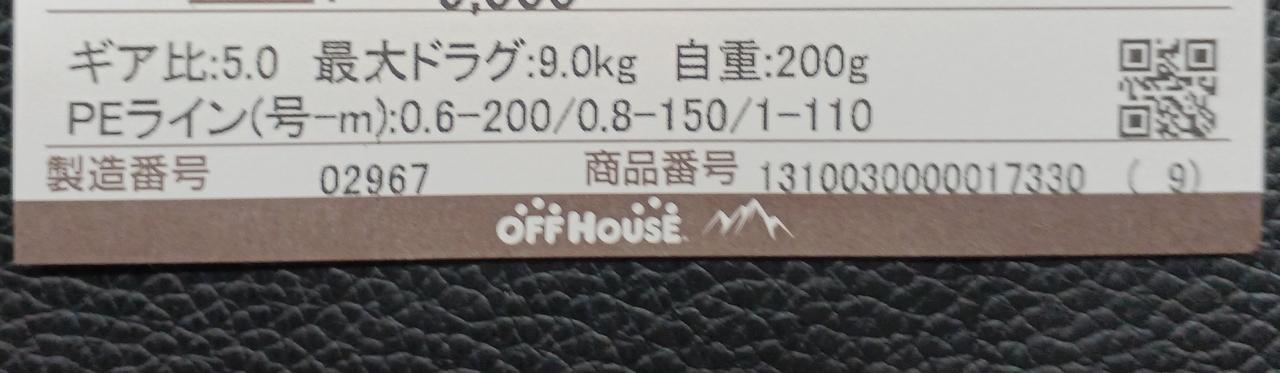 ギア比:5.0 最大ドラグ:9.0kg 自重:200g
PEライン(号-m):0.6-200/0.8-150/1-110
製造番号 02967 商品番号 1310030000017330 ( 9)
OFF HOUSE